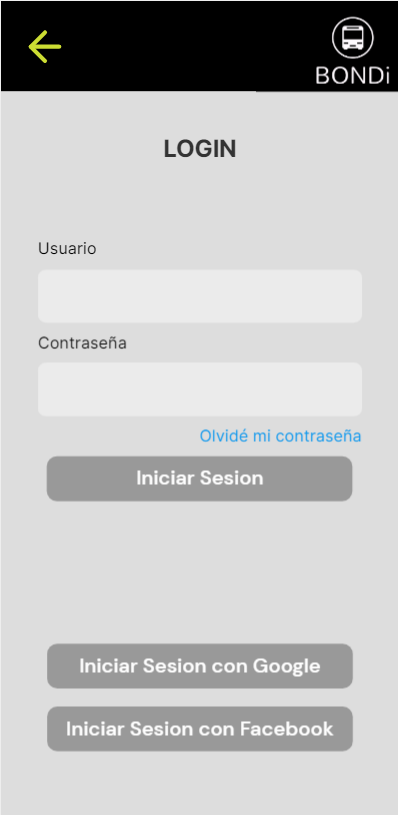 BONDi
LOGIN
Usuario
Contraseña
Olvidé mi contraseña
Iniciar Sesion
Iniciar Sesion con Google
Iniciar Sesion con Facebook